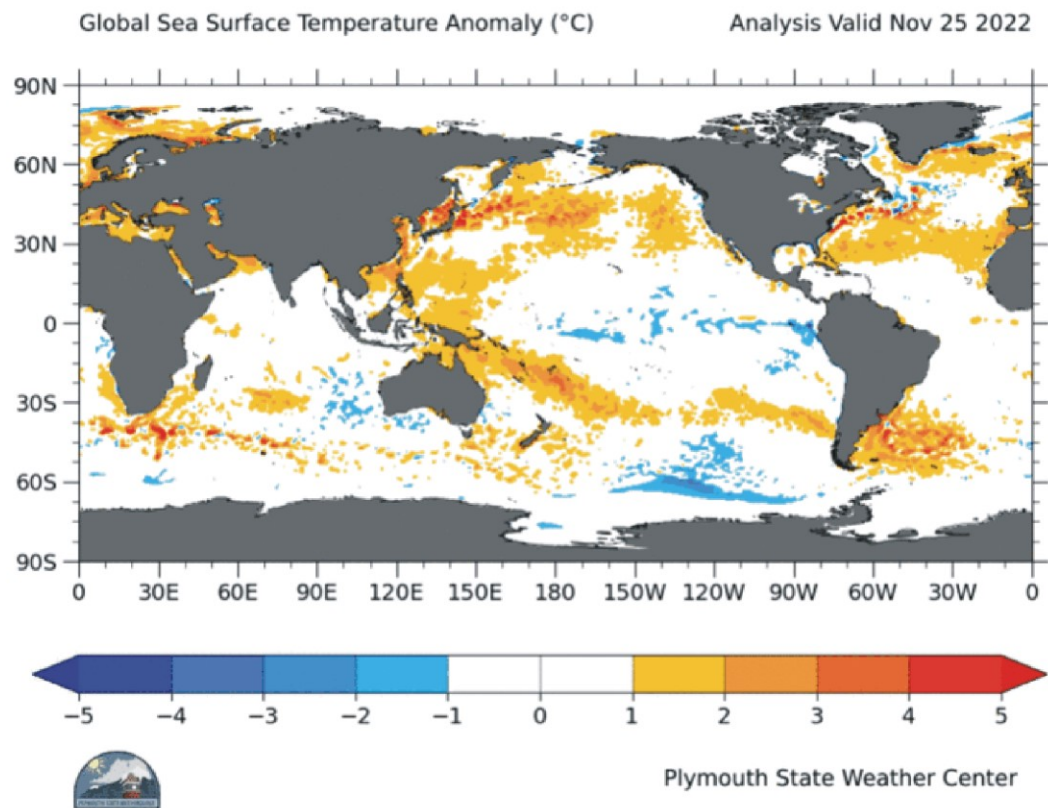 Global Sea Surface Temperature Anomaly (°C) Analysis Valid Nov 25 2022
90N
60N
30N
0
30S
60S
90S
0 30E 60E 90E 120E 150E 180 150W 120W 90W 60W 30W 0
−5 −4 −3 −2 −1 0 1 2 3 4 5
Plymouth State Weather Center